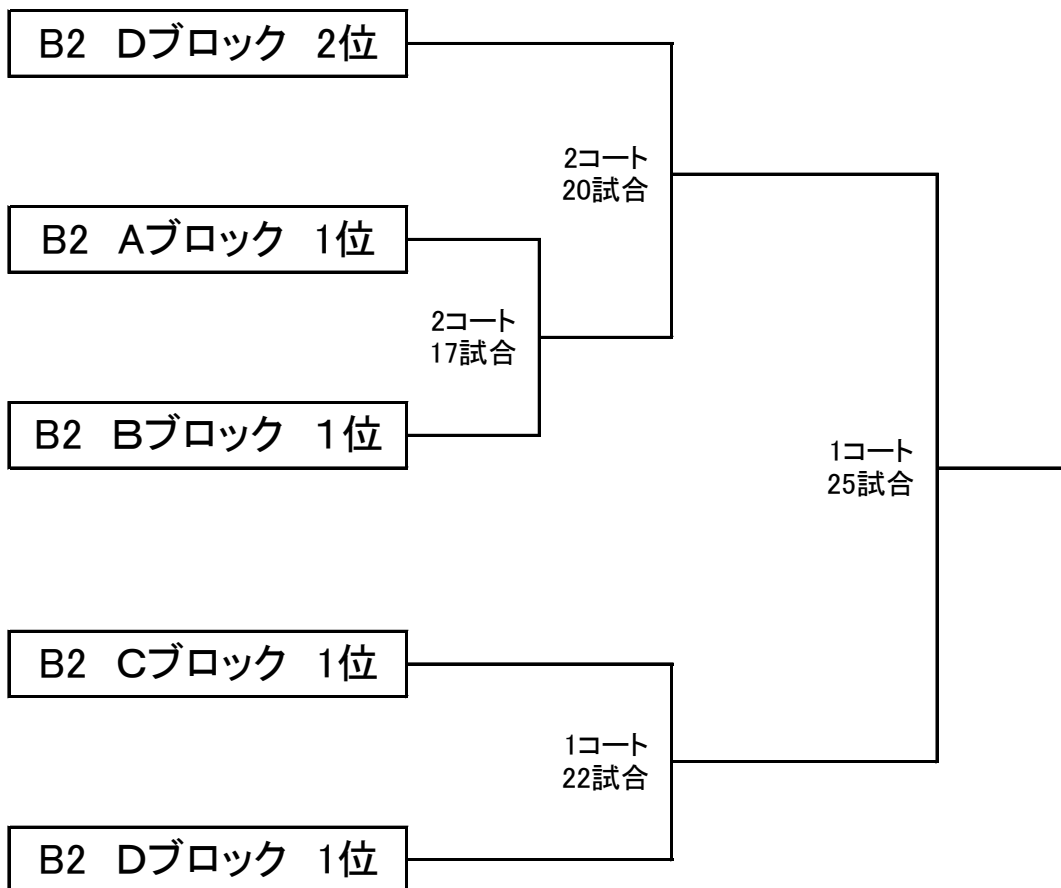 B2　Dブロック　2位
2コート
20試合
B2　Aブロック　1位
2コート
17試合
B2　Bブロック　1位
1コート
25試合
B2　Cブロック　1位
1コート
22試合
B2　Dブロック　1位